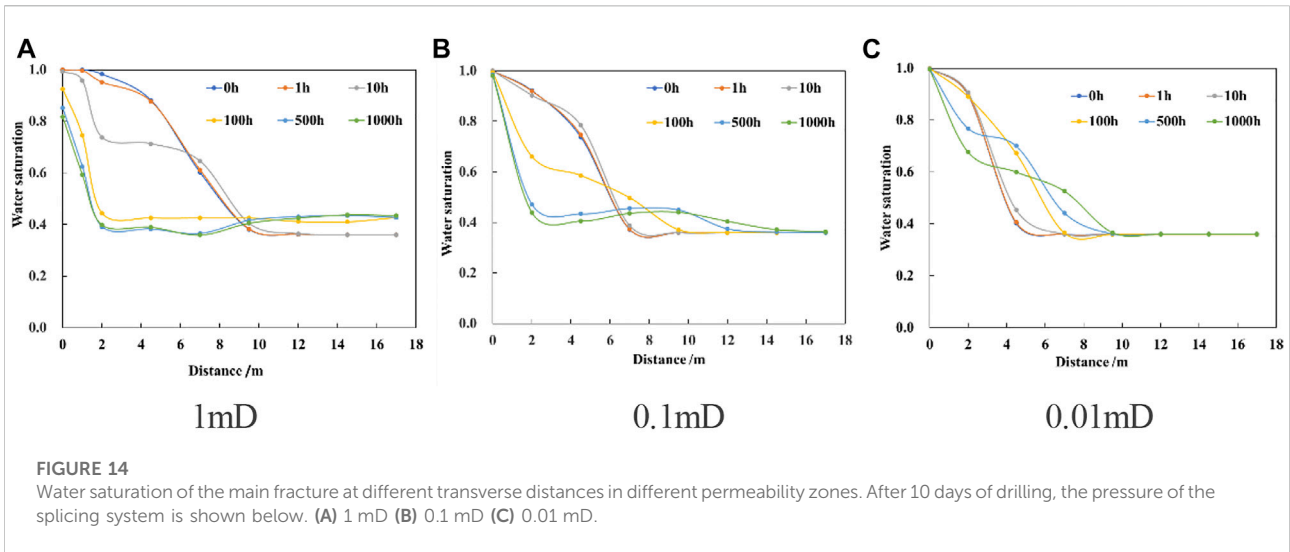 A
B
C
1.0
0.8
0.6
0.4
0.2
0.0
Water saturation
0h
1h
10h
100h
500h
1000h
0 2 4 6 8 10 12 14 16 18
Distance /m
1mD
1.0
0.8
0.6
0.4
0.2
0.0
Water saturation
0h
1h
10h
100h
500h
1000h
0 2 4 6 8 10 12 14 16 18
Distance /m
0.1mD
1.0
0.8
0.6
0.4
0.2
0.0
Water saturation
0h
1h
10h
100h
500h
1000h
0 2 4 6 8 10 12 14 16 18
Distance /m
0.01mD
FIGURE 14
Water saturation of the main fracture at different transverse distances in different permeability zones. After 10 days of drilling, the pressure of the
splicing system is shown below. (A) 1 mD (B) 0.1 mD (C) 0.01 mD.